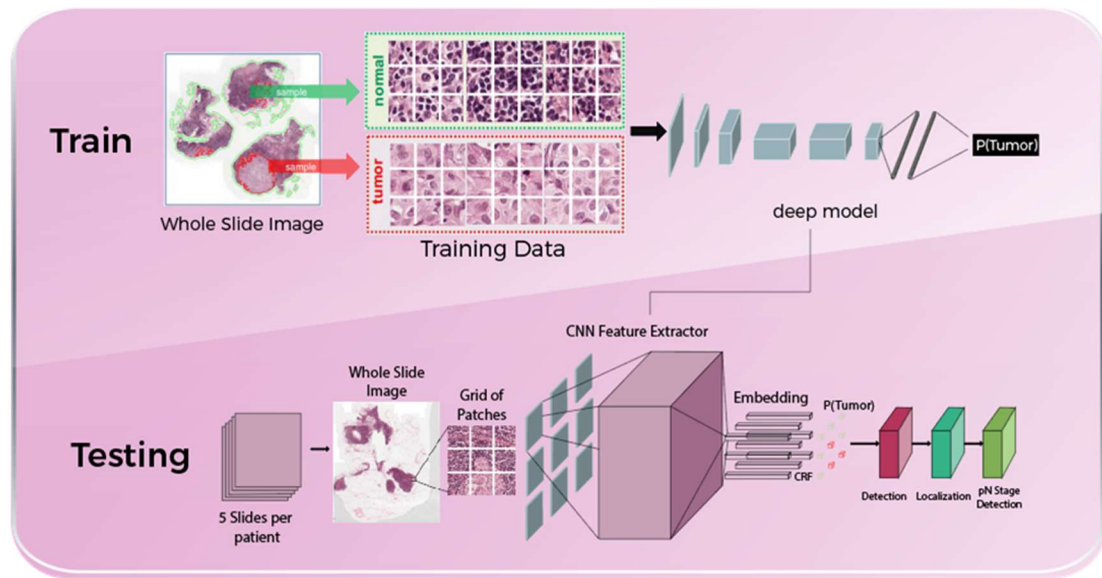 Train
sample
sample
Whole Slide Image
normal
tumor
Training Data
P(Tumor)
deep model
Testing
5 Slides per
patient
Whole Slide
Image
Grid of
Patches
CNN Feature Extractor
Embedding
P(Tumor)
CRF
Detection
Localization
pN Stage
Detection